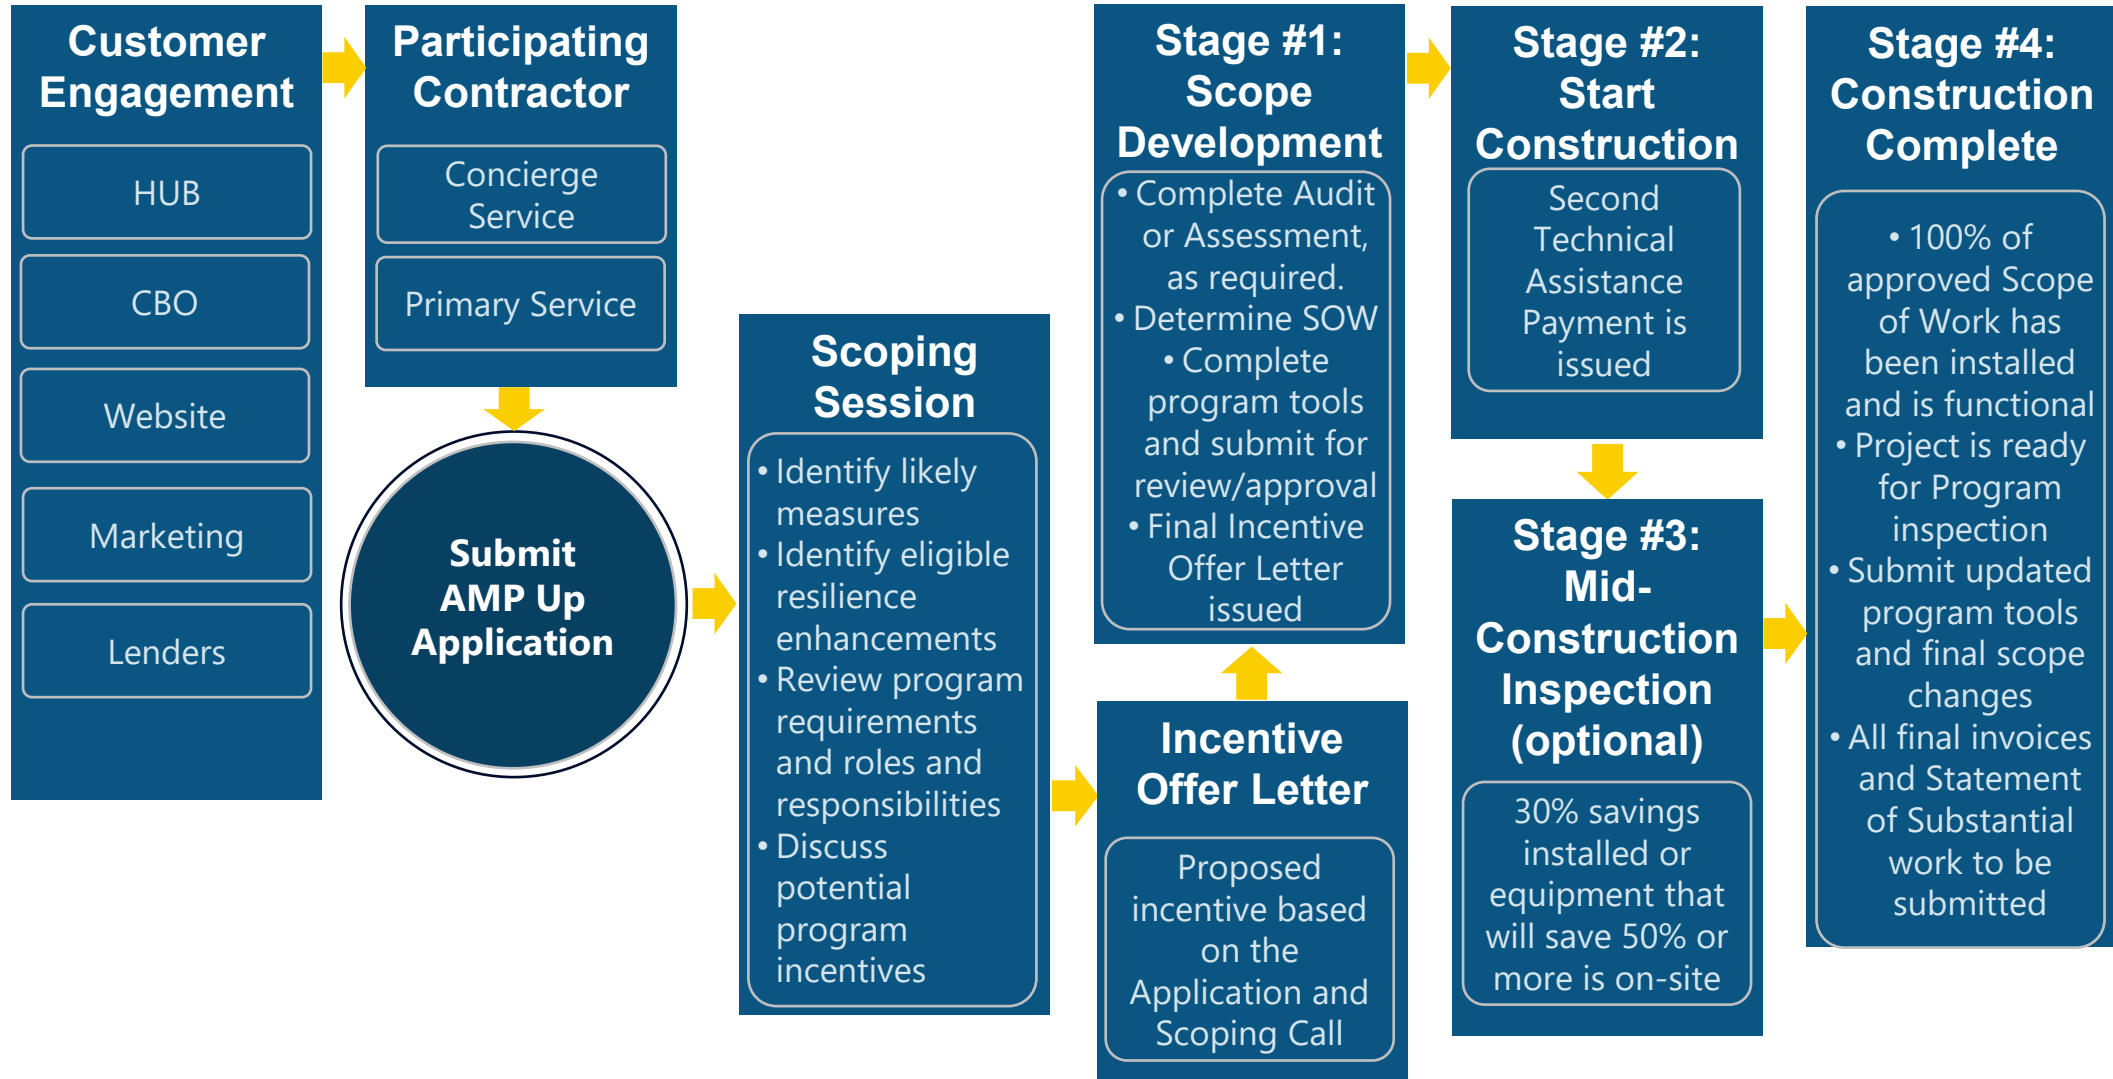 Customer
Engagement
HUB
CBO
Website
Marketing
Lenders
Participating
Contractor
Concierge
Service
Primary Service
Submit
AMP Up
Application
Scoping
Session
• Identify likely
measures
• Identify eligible
resilience
enhancements
• Review program
requirements
and roles and
responsibilities
• Discuss
potential
program
incentives
Incentive
Offer Letter
Proposed
incentive based
on the
Application and
Scoping Call
Stage #1:
Scope
Development
• Complete Audit
or Assessment,
as required.
• Determine SOW
• Complete
program tools
and submit for
review/approval
• Final Incentive
Offer Letter
issued
Stage #2:
Start
Construction
Second
Technical
Assistance
Payment is
issued
Stage #3:
Mid-
Construction
Inspection
(optional)
30% savings
installed or
equipment that
will save 50% or
more is on-site
Stage #4:
Construction
Complete
• 100% of
approved Scope
of Work has
been installed
and is functional
• Project is ready
for Program
inspection
• Submit updated
program tools
and final scope
changes
• All final invoices
and Statement
of Substantial
work to be
submitted